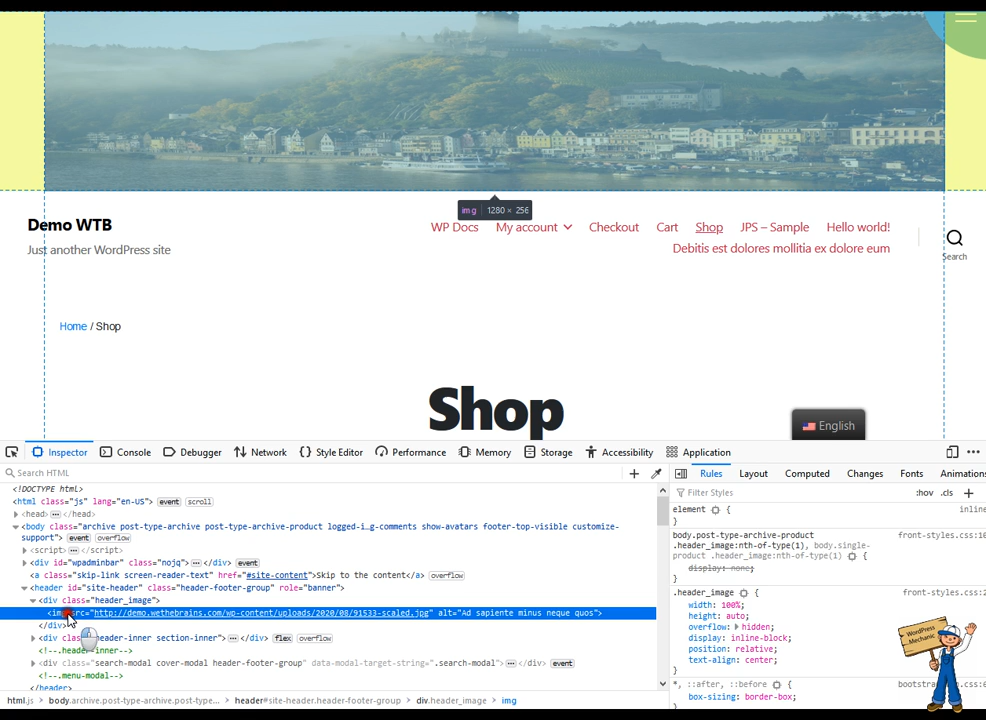 img | 1280 × 256
Demo WTB
Just another WordPress site
WP Docs My account Checkout Cart Shop JPS – Sample Hello world!
Debitis est dolores mollitia ex dolore eum
Search
Home / Shop
Shop
English
Inspector Console Debugger Network Style Editor Performance Memory Storage Accessibility Application
Search HTML
<!DOCTYPE html>
<html class="js" lang="en-US"> event scroll
<head> ⋯ </head>
<body class="archive post-type-archive post-type-archive-product logged-i…g-comments show-avatars footer-top-visible customize-
support"> event overflow
<script> ⋯ </script>
<div id="wpadminbar" class="nojq"> ⋯ </div> event
<a class="skip-link screen-reader-text" href="#site-content">Skip to the content</a> overflow
<header id="site-header" class="header-footer-group" role="banner">
<div class="header_image">
src="http://demo.wethebrains.com/wp-content/uploads/2020/08/91533-scaled.jpg" alt="Ad sapiente minus neque quos">
</div>
<div header-inner section-inner"> ⋯ </div> flex overflow
<!--.header-inner-->
<div class="search-modal cover-modal header-footer-group" data-modal-target-string=".search-modal"> ⋯ </div> event
<!--.menu-modal-->
</header>
html.js > body.archive.post-type-archive.post-type... > header#site-header.header-footer-group > div.header_image > img
Rules Layout Computed Changes Fonts Animations
Filter Styles :hov .cls +
element { inline
}
body.post-type-archive-product front-styles.css:10
.header_image:nth-of-type(1), body.single-
product .header_image:nth-of-type(1) {
display: none;
}
.header_image { front-styles.css:2
width: 100%;
height: auto;
overflow: hidden;
display: inline-block;
position: relative;
text-align: center;
}
*, ::after, ::before {
box-sizing: border-box;
WordPress
Mechanic